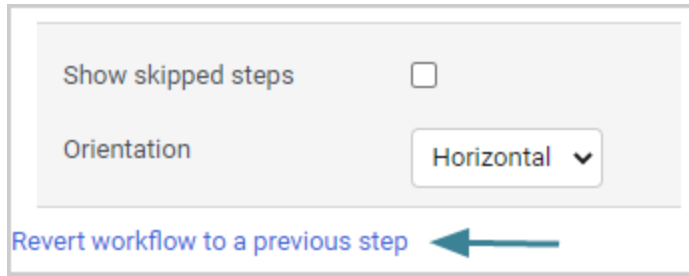 Show skipped steps
Orientation
Horizontal
Revert workflow to a previous step